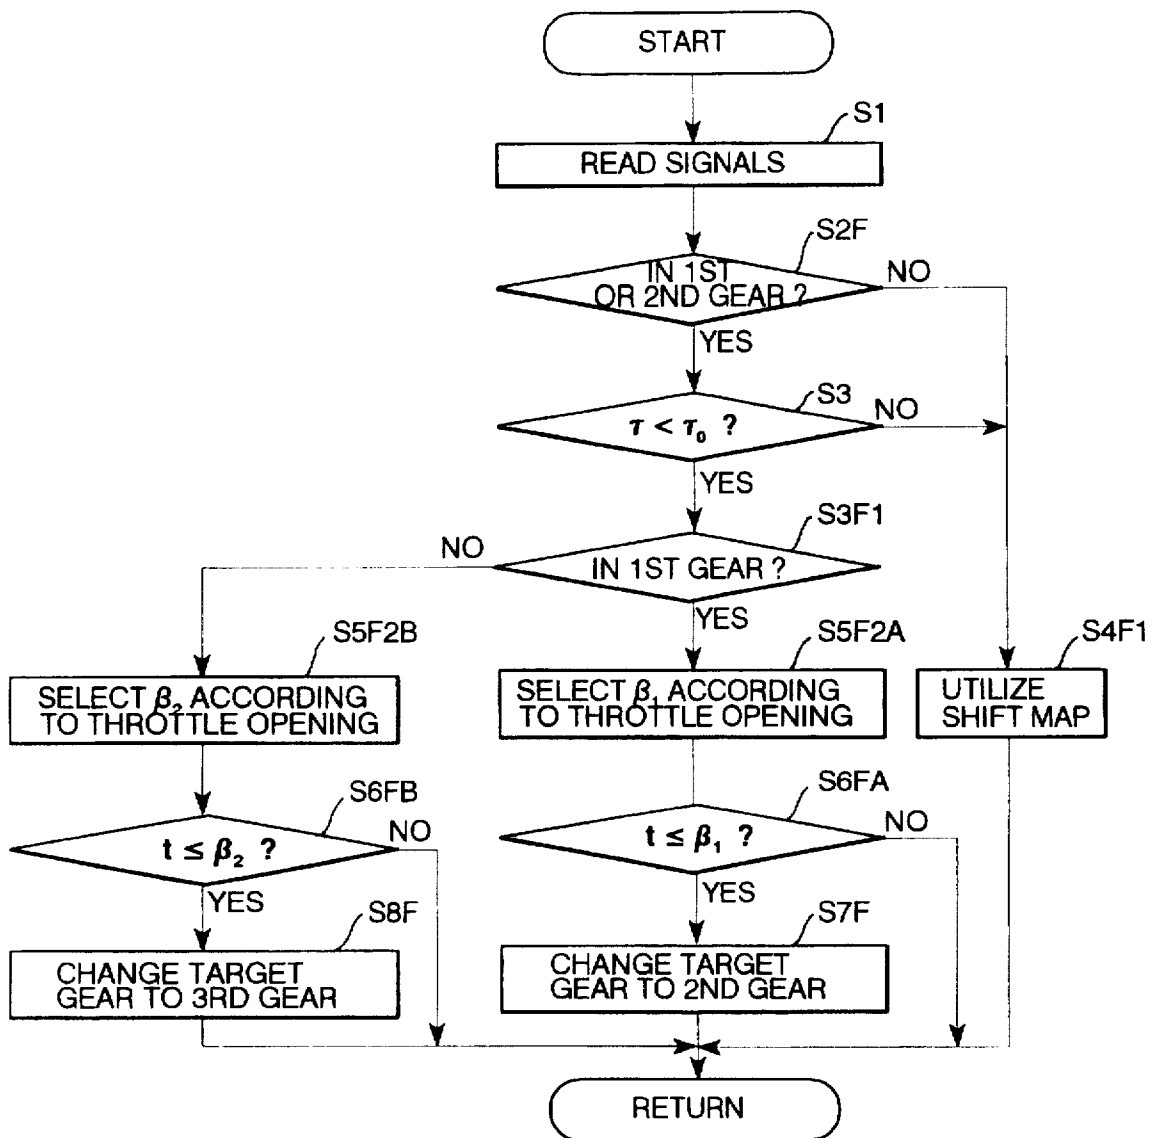 START
S1
READ SIGNALS
S2F
IN 1ST
OR 2ND GEAR ?
NO
YES
S3
τ < τ₀ ?
NO
YES
S3F1
IN 1ST GEAR ?
NO
YES
S5F2B
SELECT β₂ ACCORDING
TO THROTTLE OPENING
S5F2A
SELECT β₁ ACCORDING
TO THROTTLE OPENING
S4F1
UTILIZE
SHIFT MAP
S6FB
t ≤ β₂ ?
NO
YES
S6FA
t ≤ β₁ ?
NO
YES
S8F
CHANGE TARGET
GEAR TO 3RD GEAR
S7F
CHANGE TARGET
GEAR TO 2ND GEAR
RETURN